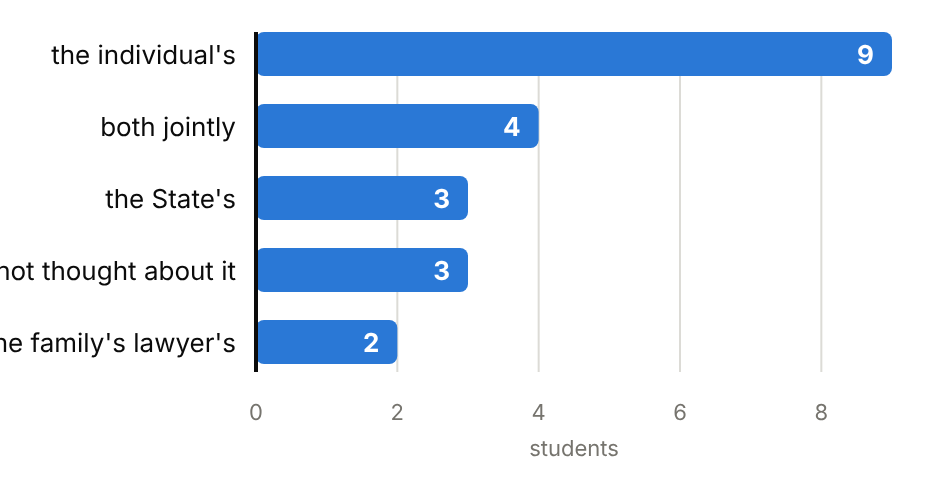 the individual's 9
both jointly 4
the State's 3
not thought about it 3
family's lawyer's 2
0 2 4 6 8
students